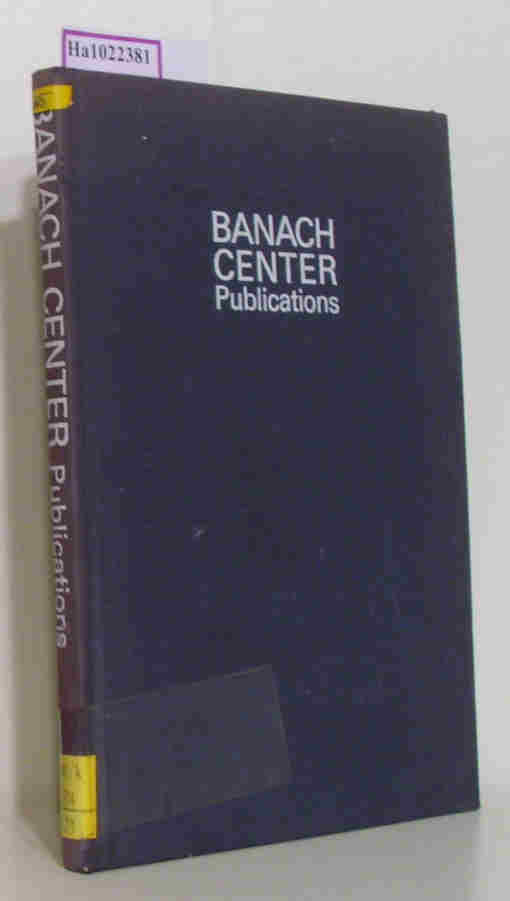 Ha1022381
BANACH
CENTER
Publications
BANACH CENTER Publications